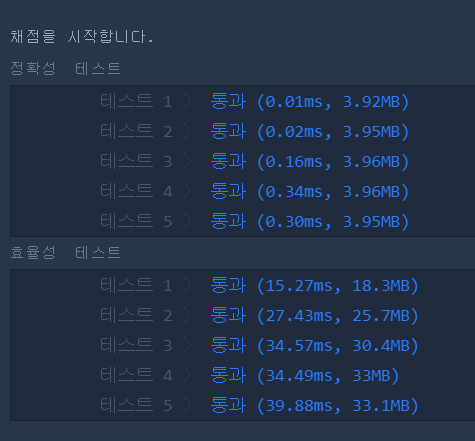 채점을 시작합니다.
정확성 테스트
테스트 1 〉 통과 (0.01ms, 3.92MB)
테스트 2 〉 통과 (0.02ms, 3.95MB)
테스트 3 〉 통과 (0.16ms, 3.96MB)
테스트 4 〉 통과 (0.34ms, 3.96MB)
테스트 5 〉 통과 (0.30ms, 3.95MB)
효율성 테스트
테스트 1 〉 통과 (15.27ms, 18.3MB)
테스트 2 〉 통과 (27.43ms, 25.7MB)
테스트 3 〉 통과 (34.57ms, 30.4MB)
테스트 4 〉 통과 (34.49ms, 33MB)
테스트 5 〉 통과 (39.88ms, 33.1MB)